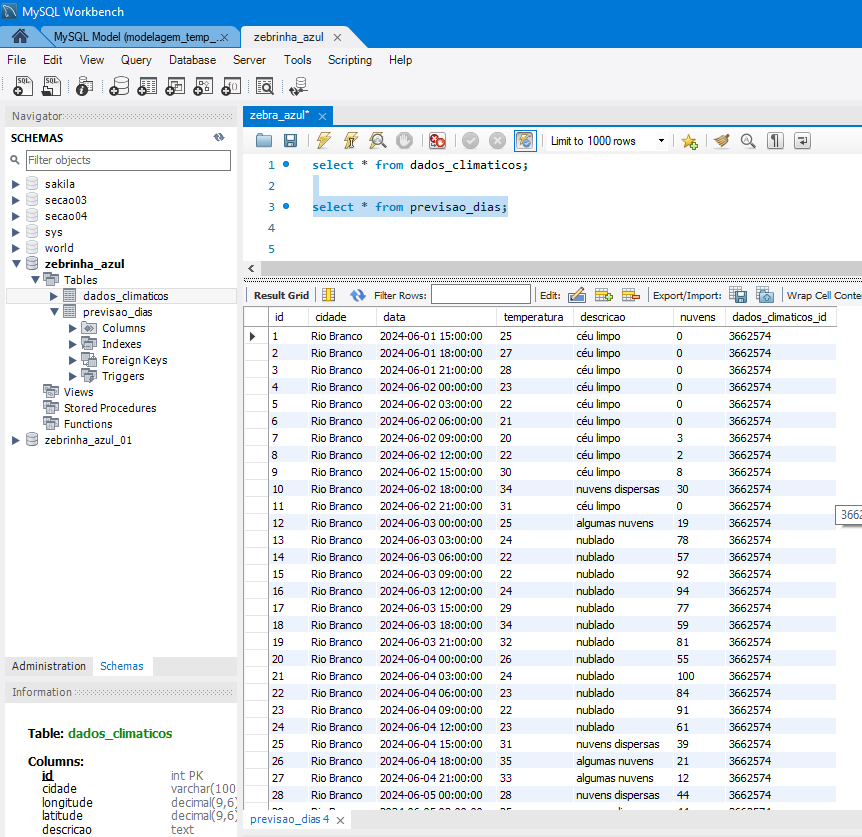 MySQL Workbench
MySQL Model (modelagem_temp_... × zebrinha_azul ×
File Edit View Query Database Server Tools Scripting Help
Navigator
SCHEMAS
Filter objects
sakila
secao03
secao04
sys
world
zebrinha_azul
Tables
dados_climaticos
previsao_dias
Columns
Indexes
Foreign Keys
Triggers
Views
Stored Procedures
Functions
zebrinha_azul_01
Administration Schemas
Information
Table: dados_climaticos
Columns:
id int PK
cidade varchar(100
longitude decimal(9,6)
latitude decimal(9,6)
descricao text
zebra_azul* ×
Limit to 1000 rows
1 select * from dados_climaticos;
2
3 select * from previsao_dias;
4
5
Result Grid Filter Rows: Edit: Export/Import: Wrap Cell Conte
id cidade data temperatura descricao nuvens dados_climaticos_id
1 Rio Branco 2024-06-01 15:00:00 25 céu limpo 0 3662574
2 Rio Branco 2024-06-01 18:00:00 27 céu limpo 0 3662574
3 Rio Branco 2024-06-01 21:00:00 28 céu limpo 0 3662574
4 Rio Branco 2024-06-02 00:00:00 23 céu limpo 0 3662574
5 Rio Branco 2024-06-02 03:00:00 22 céu limpo 0 3662574
6 Rio Branco 2024-06-02 06:00:00 21 céu limpo 0 3662574
7 Rio Branco 2024-06-02 09:00:00 20 céu limpo 3 3662574
8 Rio Branco 2024-06-02 12:00:00 22 céu limpo 2 3662574
9 Rio Branco 2024-06-02 15:00:00 30 céu limpo 8 3662574
10 Rio Branco 2024-06-02 18:00:00 34 nuvens dispersas 30 3662574
11 Rio Branco 2024-06-02 21:00:00 31 céu limpo 0 3662574
12 Rio Branco 2024-06-03 00:00:00 25 algumas nuvens 19 3662574
13 Rio Branco 2024-06-03 03:00:00 24 nublado 78 3662574
14 Rio Branco 2024-06-03 06:00:00 22 nublado 57 3662574
15 Rio Branco 2024-06-03 09:00:00 22 nublado 92 3662574
16 Rio Branco 2024-06-03 12:00:00 24 nublado 94 3662574
17 Rio Branco 2024-06-03 15:00:00 29 nublado 77 3662574
18 Rio Branco 2024-06-03 18:00:00 34 nublado 59 3662574
19 Rio Branco 2024-06-03 21:00:00 32 nublado 81 3662574
20 Rio Branco 2024-06-04 00:00:00 26 nublado 55 3662574
21 Rio Branco 2024-06-04 03:00:00 24 nublado 100 3662574
22 Rio Branco 2024-06-04 06:00:00 23 nublado 84 3662574
23 Rio Branco 2024-06-04 09:00:00 22 nublado 91 3662574
24 Rio Branco 2024-06-04 12:00:00 23 nublado 61 3662574
25 Rio Branco 2024-06-04 15:00:00 31 nuvens dispersas 39 3662574
26 Rio Branco 2024-06-04 18:00:00 35 algumas nuvens 21 3662574
27 Rio Branco 2024-06-04 21:00:00 33 algumas nuvens 12 3662574
28 Rio Branco 2024-06-05 00:00:00 28 nuvens dispersas 44 3662574
previsao_dias 4 ×